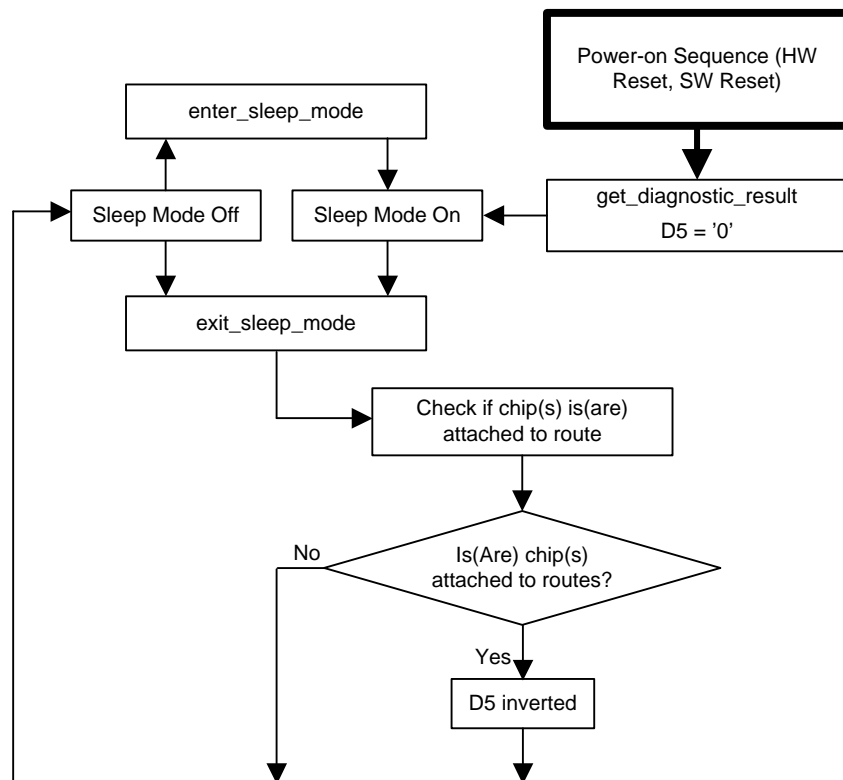 Power-on Sequence (HW
Reset, SW Reset)
enter_sleep_mode
get_diagnostic_result
D5 = ’0’
Sleep Mode Off
Sleep Mode On
exit_sleep_mode
Check if chip(s) is(are)
attached to route
No
Is(Are) chip(s)
attached to routes?
Yes
D5 inverted